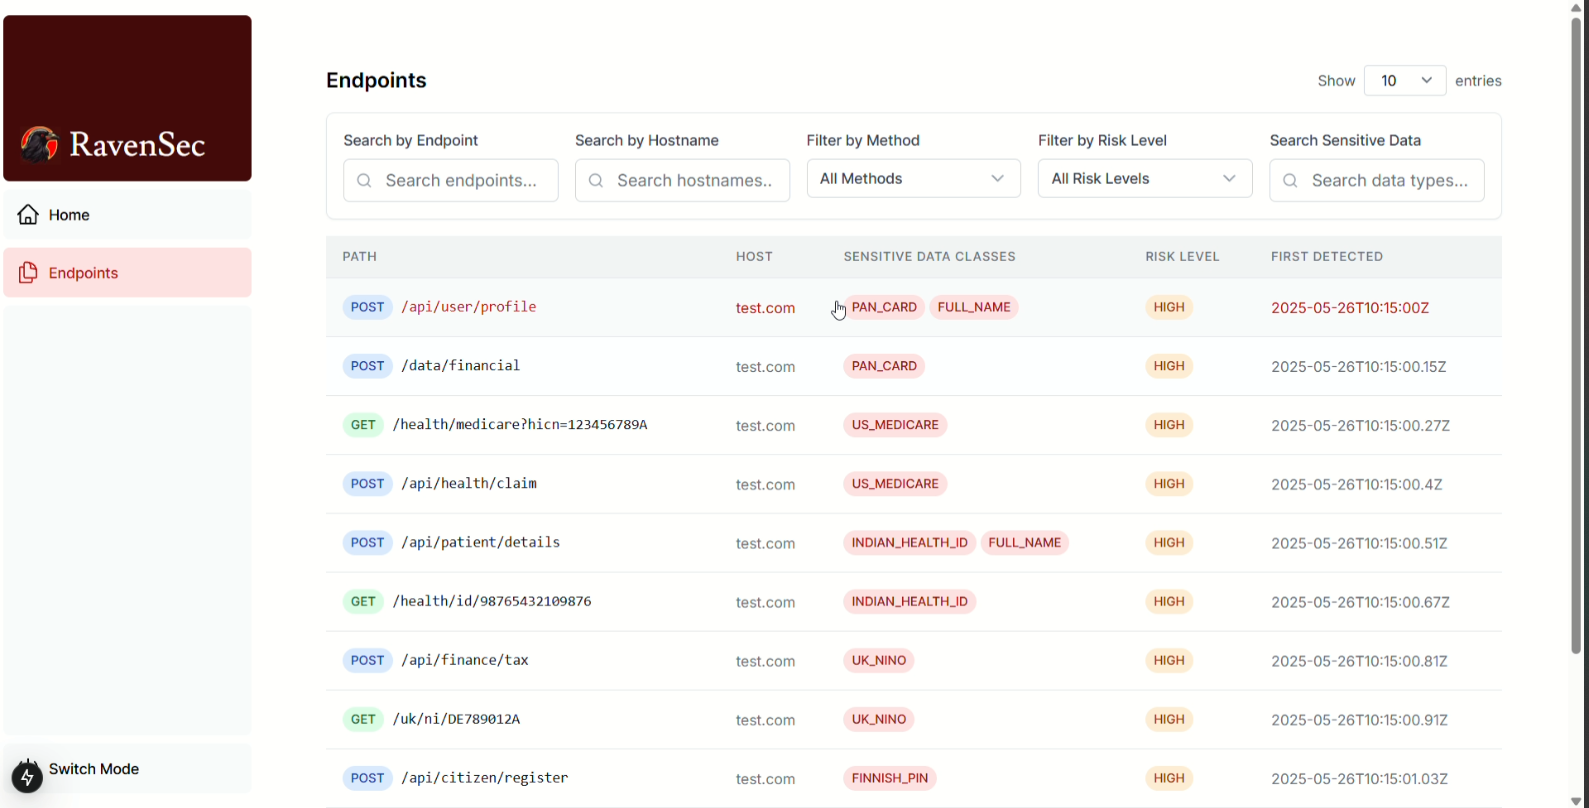 RavenSec
Home
Endpoints
Switch Mode
Endpoints
Show 10 entries
Search by Endpoint
Search endpoints...
Search by Hostname
Search hostnames..
Filter by Method
All Methods
Filter by Risk Level
All Risk Levels
Search Sensitive Data
Search data types...
PATH HOST SENSITIVE DATA CLASSES RISK LEVEL FIRST DETECTED
POST /api/user/profile test.com PAN_CARD FULL_NAME HIGH 2025-05-26T10:15:00Z
POST /data/financial test.com PAN_CARD HIGH 2025-05-26T10:15:00.15Z
GET /health/medicare?hicn=123456789A test.com US_MEDICARE HIGH 2025-05-26T10:15:00.27Z
POST /api/health/claim test.com US_MEDICARE HIGH 2025-05-26T10:15:00.4Z
POST /api/patient/details test.com INDIAN_HEALTH_ID FULL_NAME HIGH 2025-05-26T10:15:00.51Z
GET /health/id/98765432109876 test.com INDIAN_HEALTH_ID HIGH 2025-05-26T10:15:00.67Z
POST /api/finance/tax test.com UK_NINO HIGH 2025-05-26T10:15:00.81Z
GET /uk/ni/DE789012A test.com UK_NINO HIGH 2025-05-26T10:15:00.91Z
POST /api/citizen/register test.com FINNISH_PIN HIGH 2025-05-26T10:15:01.03Z